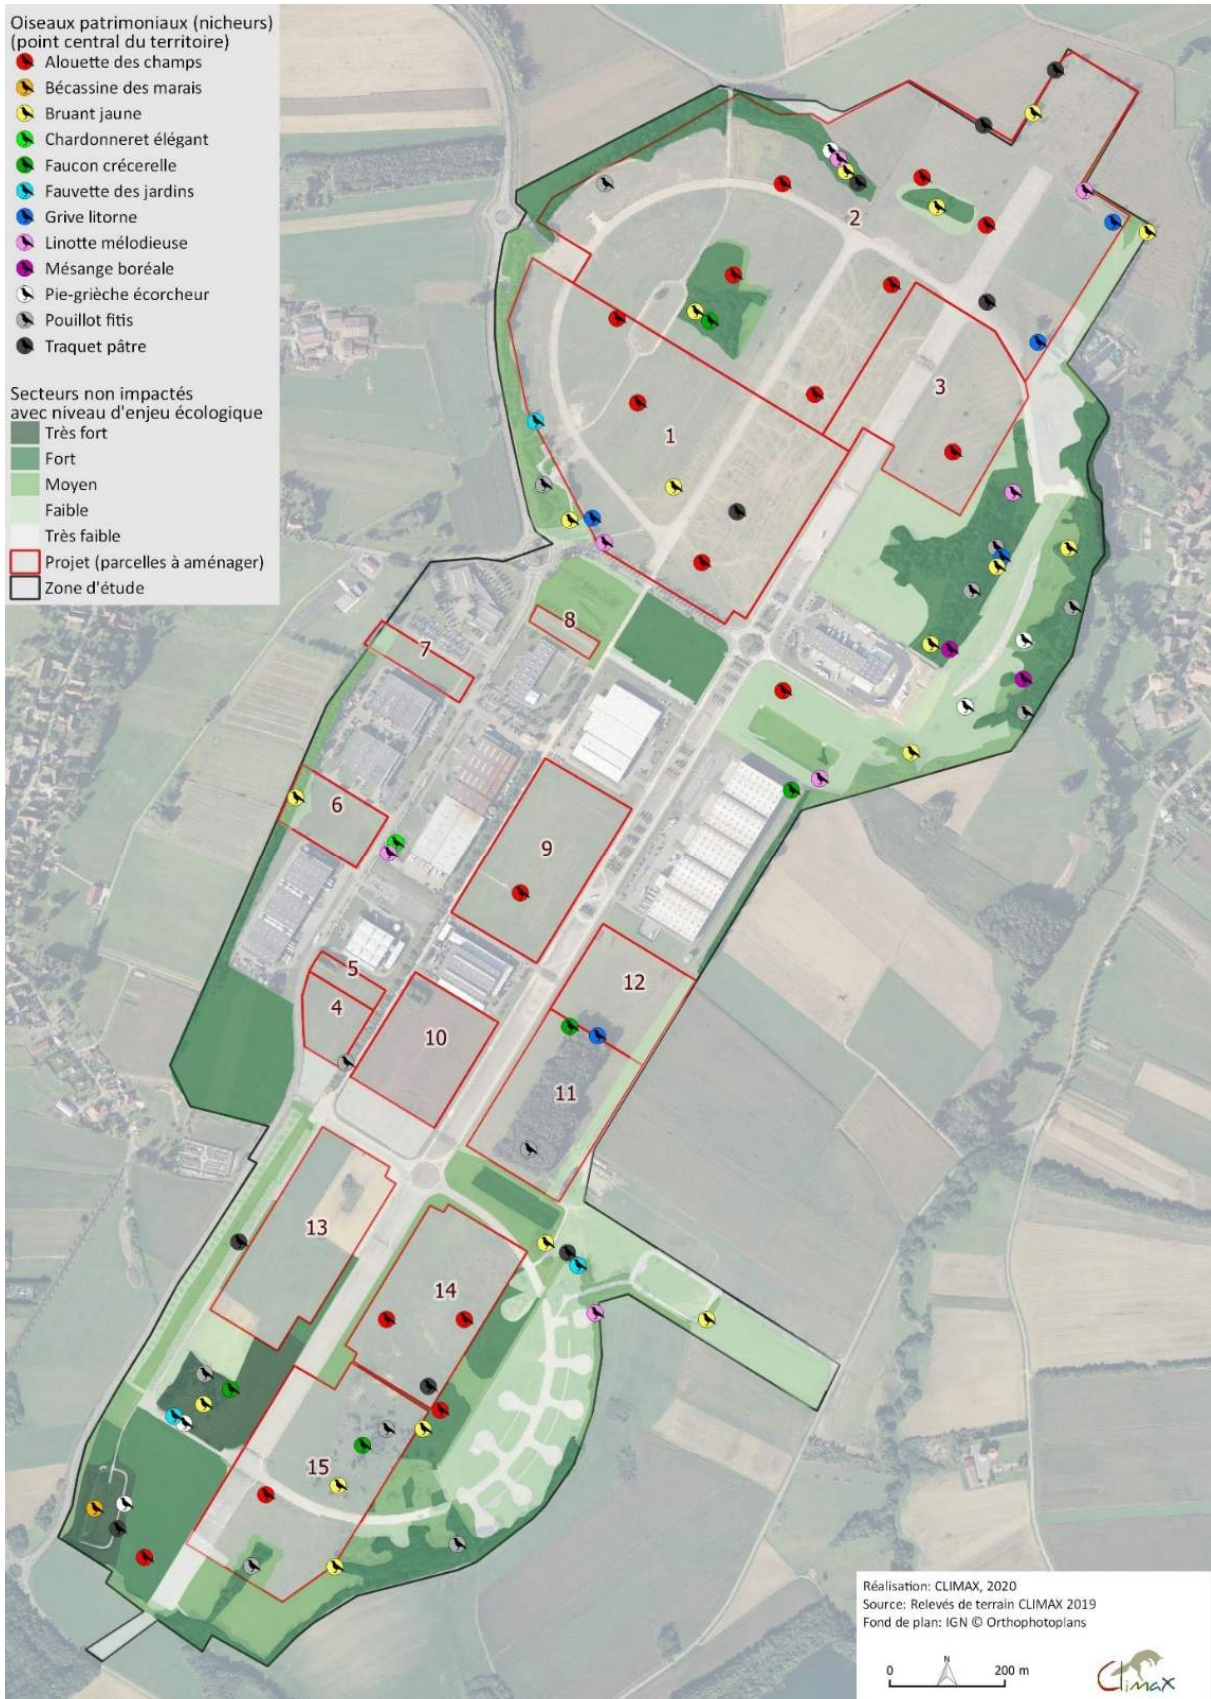 Oiseaux patrimoniaux (nicheurs)
(point central du territoire)
Alouette des champs
Bécassine des marais
Bruant jaune
Chardonneret élégant
Faucon crécerelle
Fauvette des jardins
Grive litorne
Linotte mélodieuse
Mésange boréale
Pie-grièche écorcheur
Pouillot fitis
Traquet pâtre
Secteurs non impactés
avec niveau d'enjeu écologique
Très fort
Fort
Moyen
Faible
Très faible
Projet (parcelles à aménager)
Zone d'étude
2
3
1
8
7
6
9
5
12
4
10
11
13
14
15
Réalisation: CLIMAX, 2020
Source: Relevés de terrain CLIMAX 2019
Fond de plan: IGN © Orthophotoplans
N
0 200 m
Climax